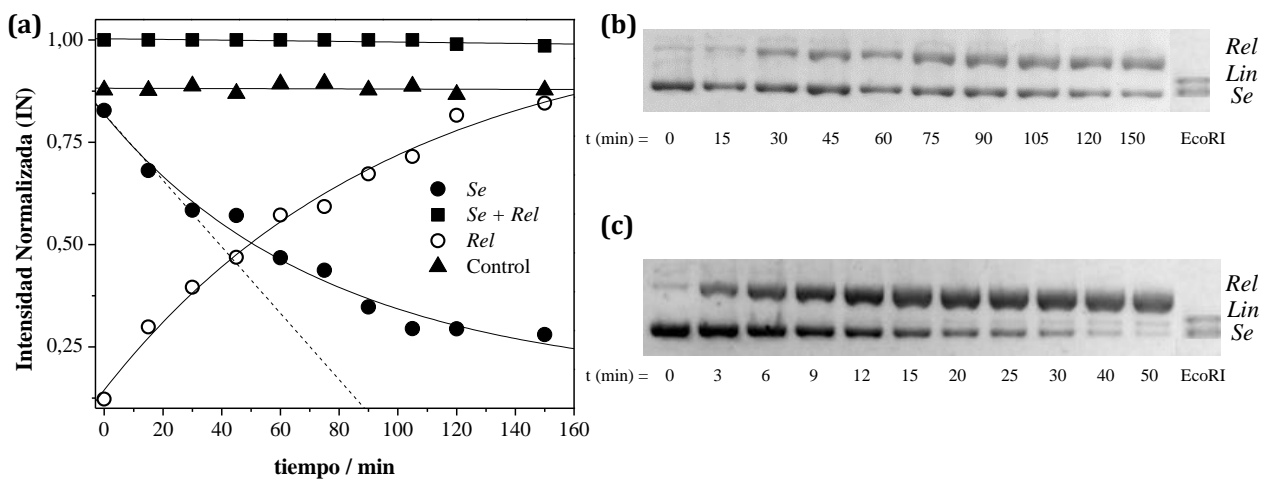 (a)
1,00
0,75
0,50
0,25
Intensidad Normalizada (IN)
Se
Se + Rel
Rel
Control
0 20 40 60 80 100 120 140 160
tiempo / min
(b)
Rel
Lin
Se
t (min) = 0 15 30 45 60 75 90 105 120 150 EcoRI
(c)
Rel
Lin
Se
t (min) = 0 3 6 9 12 15 20 25 30 40 50 EcoRI